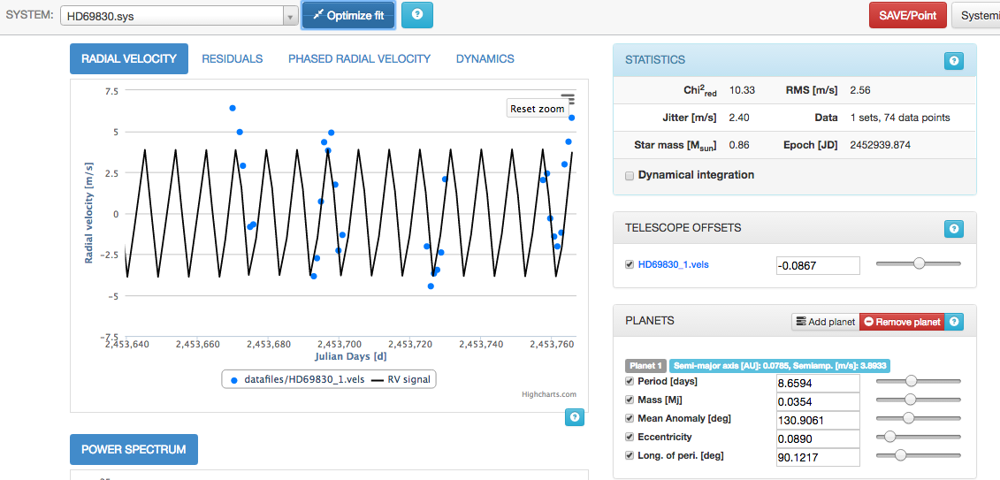 SYSTEM: HD69830.sys Optimize fit ? SAVE/Point Systemi
RADIAL VELOCITY RESIDUALS PHASED RADIAL VELOCITY DYNAMICS
7.5
5
2.5
0
−2.5
−5
−7.5
Radial velocity [m/s]
Reset zoom
2,453,640 2,453,660 2,453,680 2,453,700 2,453,720 2,453,740 2,453,760
Julian Days [d]
datafiles/HD69830_1.vels RV signal
Highcharts.com
?
POWER SPECTRUM
STATISTICS ?
Chi2red 10.33 RMS [m/s] 2.56
Jitter [m/s] 2.40 Data 1 sets, 74 data points
Star mass [Msun] 0.86 Epoch [JD] 2452939.874
Dynamical integration
TELESCOPE OFFSETS ?
HD69830_1.vels -0.0867
PLANETS Add planet Remove planet ?
Planet 1 Semi-major axis [AU]: 0.0785, Semiamp. [m/s]: 3.8933
Period [days] 8.6594
Mass [Mj] 0.0354
Mean Anomaly [deg] 130.9061
Eccentricity 0.0890
Long. of peri. [deg] 90.1217